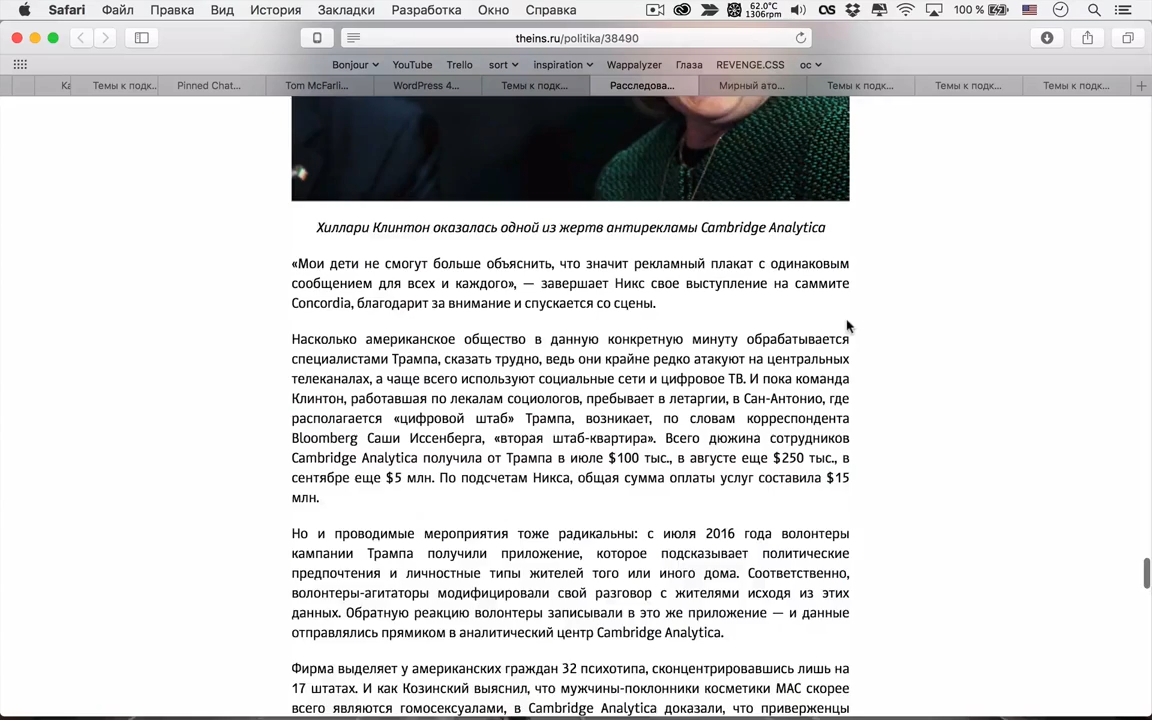 Safari Файл Правка Вид История Закладки Разработка Окно Справка 62.0°C 1306rpm 100 %
theins.ru/politika/38490
Bonjour YouTube Trello sort inspiration Wappalyzer Глаза REVENGE.CSS ос
Ка Темы к подк... Pinned Chat... Tom McFarli... WordPress 4... Темы к подк... Расследова... Мирный ато... Темы к подк... Темы к подк... Темы к подк...
Хиллари Клинтон оказалась одной из жертв антирекламы Cambridge Analytica
«Мои дети не смогут больше объяснить, что значит рекламный плакат с одинаковым
сообщением для всех и каждого», — завершает Никс свое выступление на саммите
Concordia, благодарит за внимание и спускается со сцены.
Насколько американское общество в данную конкретную минуту обрабатывается
специалистами Трампа, сказать трудно, ведь они крайне редко атакуют на центральных
телеканалах, а чаще всего используют социальные сети и цифровое ТВ. И пока команда
Клинтон, работавшая по лекалам социологов, пребывает в летаргии, в Сан-Антонио, где
располагается «цифровой штаб» Трампа, возникает, по словам корреспондента
Bloomberg Саши Иссенберга, «вторая штаб-квартира». Всего дюжина сотрудников
Cambridge Analytica получила от Трампа в июле $100 тыс., в августе еще $250 тыс., в
сентябре еще $5 млн. По подсчетам Никса, общая сумма оплаты услуг составила $15
млн.
Но и проводимые мероприятия тоже радикальны: с июля 2016 года волонтеры
кампании Трампа получили приложение, которое подсказывает политические
предпочтения и личностные типы жителей того или иного дома. Соответственно,
волонтеры-агитаторы модифицировали свой разговор с жителями исходя из этих
данных. Обратную реакцию волонтеры записывали в это же приложение — и данные
отправлялись прямиком в аналитический центр Cambridge Analytica.
Фирма выделяет у американских граждан 32 психотипа, сконцентрировавшись лишь на
17 штатах. И как Козинский выяснил, что мужчины-поклонники косметики MAC скорее
всего являются гомосексуалами, в Cambridge Analytica доказали, что приверженцы